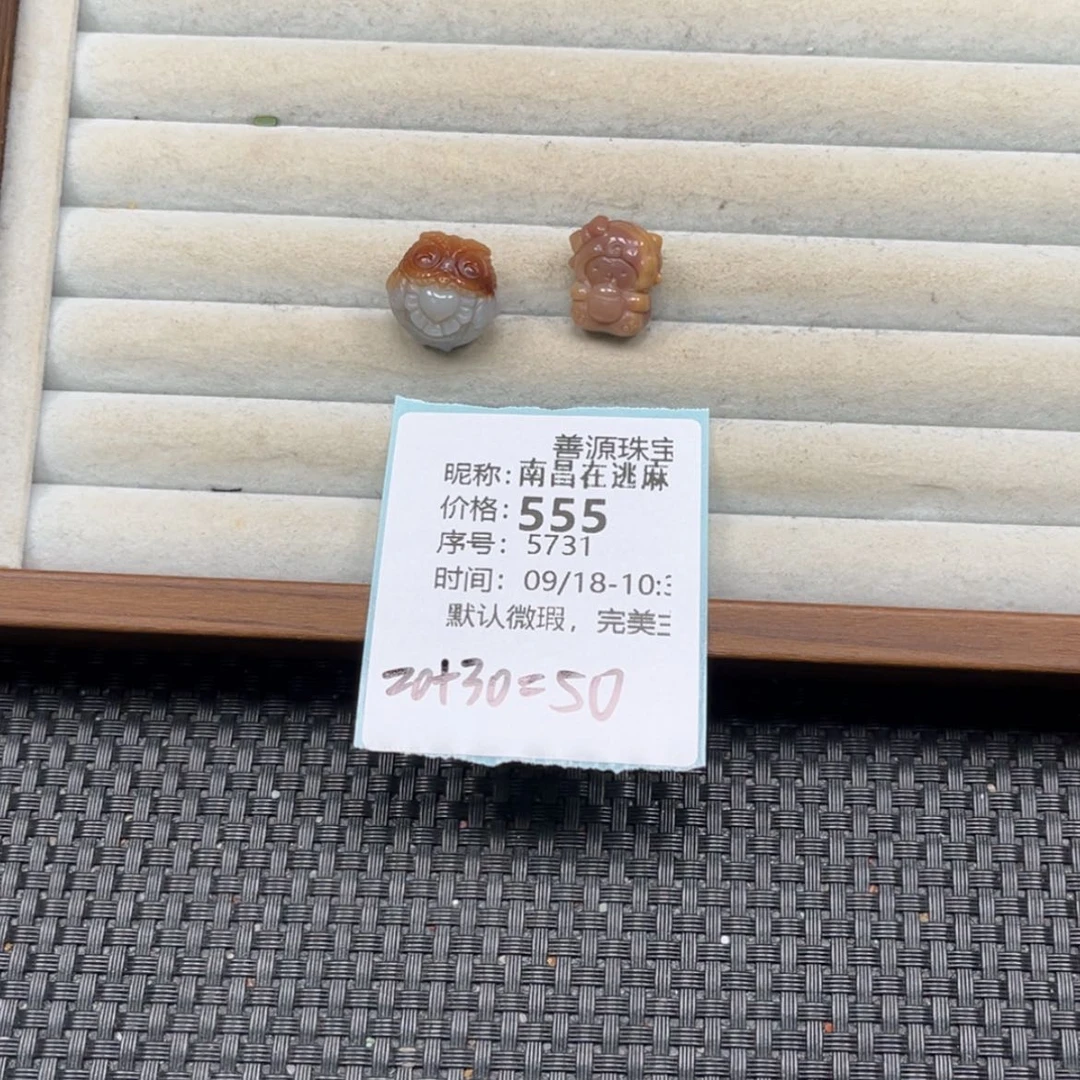 善源珠宝
昵称:南昌在逃麻
价格:555
序号: 5731
时间: 09/18-10:
默认微瑕，完美
20+30=50